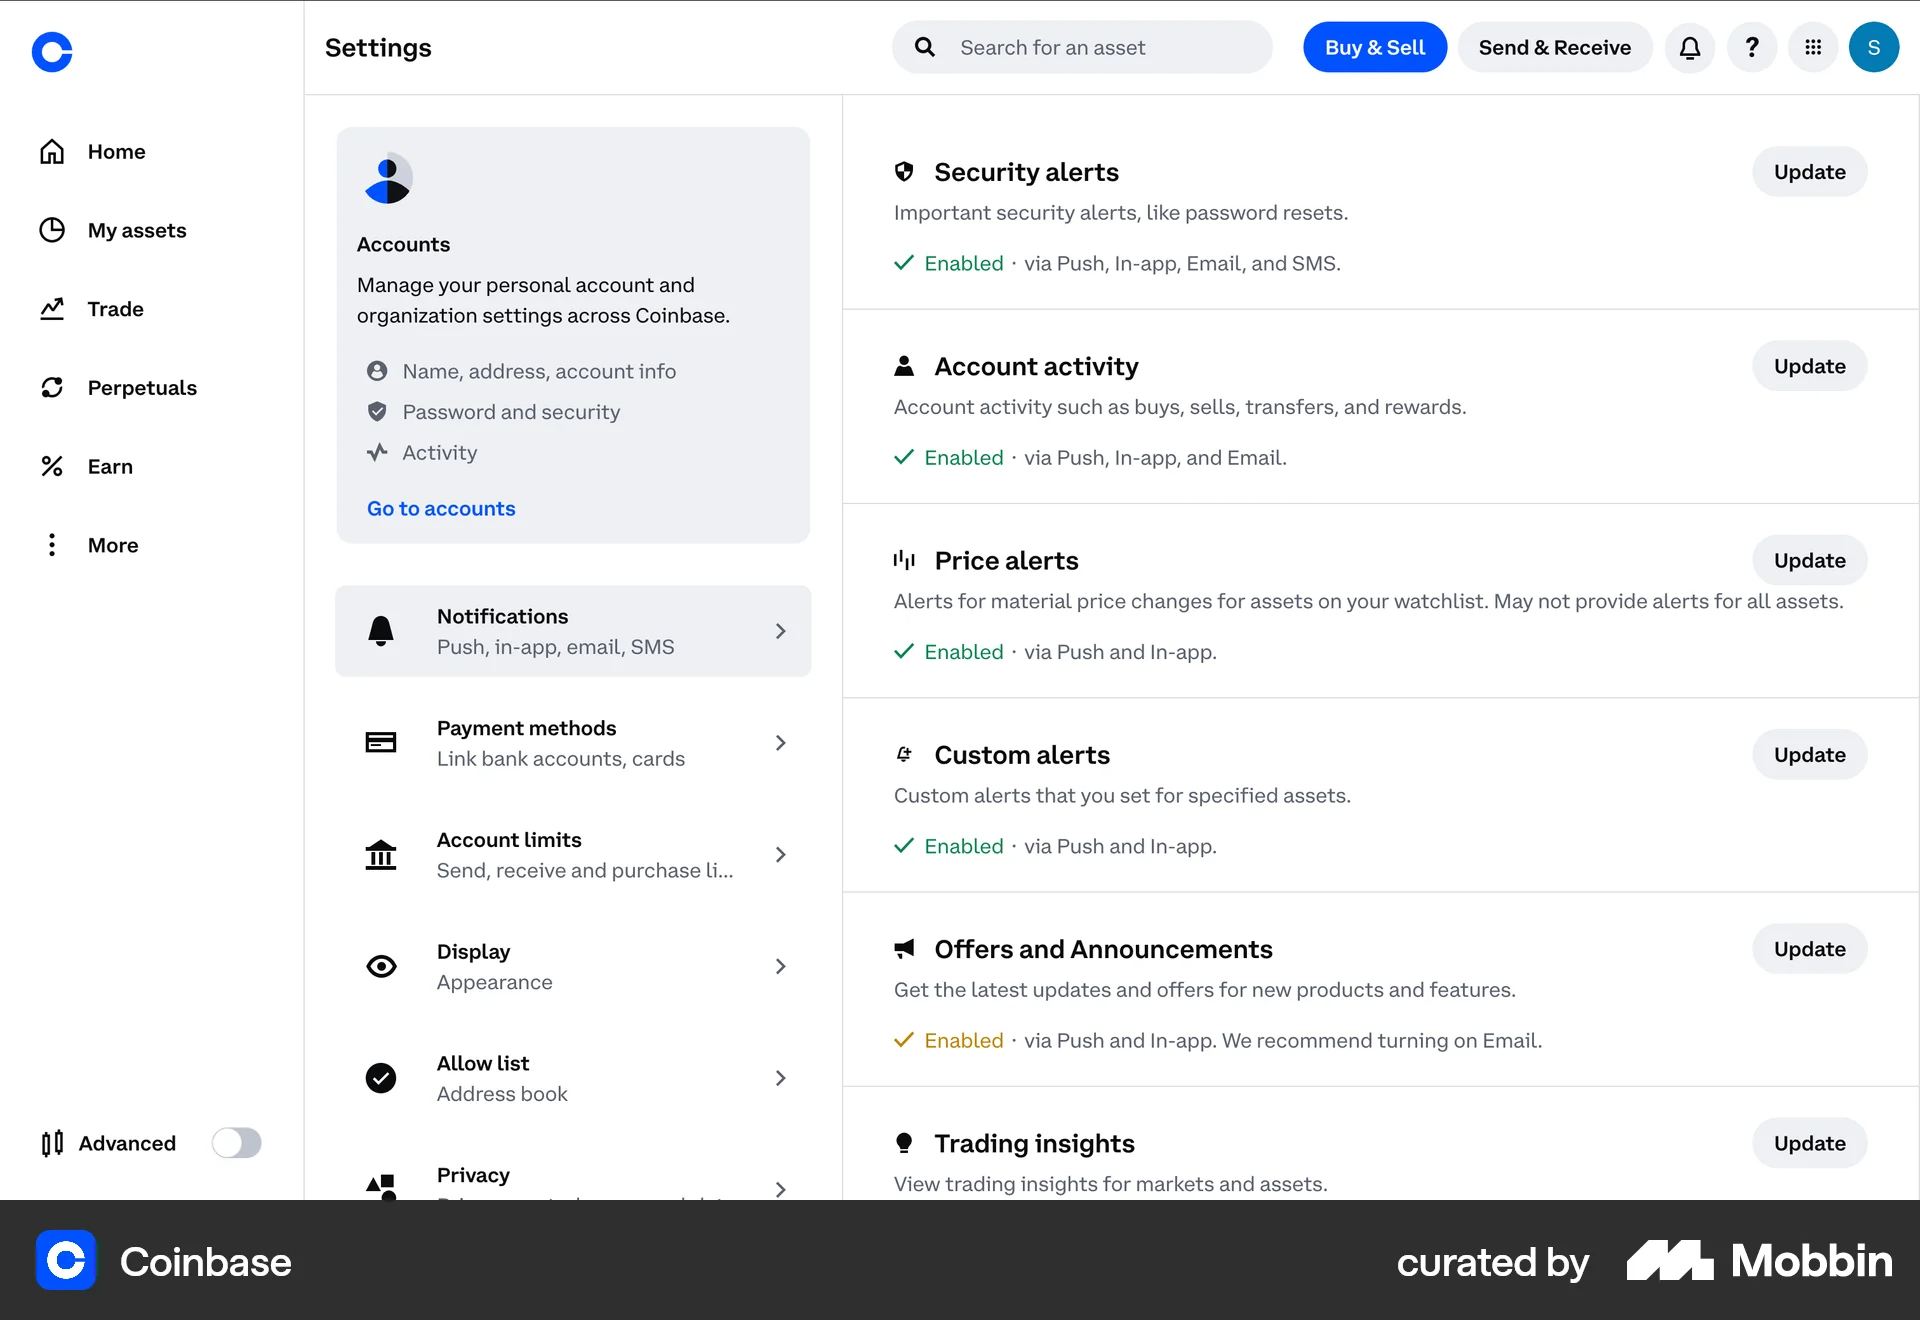 Settings
Search for an asset
Buy & Sell
Send & Receive
?
S
Home
My assets
Trade
Perpetuals
Earn
More
Advanced
Accounts
Manage your personal account and
organization settings across Coinbase.
Name, address, account info
Password and security
Activity
Go to accounts
Notifications
Push, in-app, email, SMS
Payment methods
Link bank accounts, cards
Account limits
Send, receive and purchase li...
Display
Appearance
Allow list
Address book
Privacy
Security alerts
Update
Important security alerts, like password resets.
Enabled · via Push, In-app, Email, and SMS.
Account activity
Update
Account activity such as buys, sells, transfers, and rewards.
Enabled · via Push, In-app, and Email.
Price alerts
Update
Alerts for material price changes for assets on your watchlist. May not provide alerts for all assets.
Enabled · via Push and In-app.
Custom alerts
Update
Custom alerts that you set for specified assets.
Enabled · via Push and In-app.
Offers and Announcements
Update
Get the latest updates and offers for new products and features.
Enabled · via Push and In-app. We recommend turning on Email.
Trading insights
Update
View trading insights for markets and assets.
Coinbase
curated by Mobbin